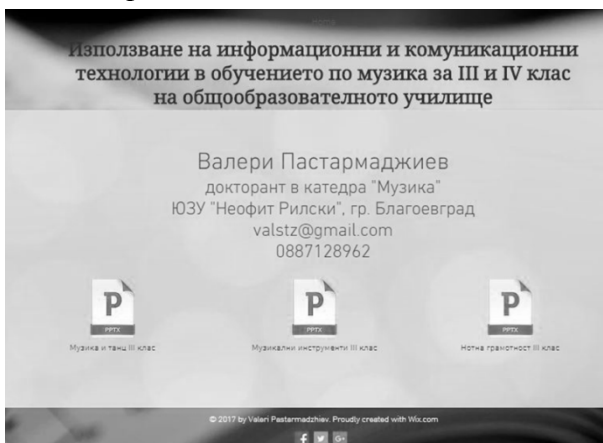 Използване на информационни и комуникационни
технологии в обучението по музика за III и IV клас
на общообразователното училище
Валери Пастармаджиев
докторант в катедра "Музика"
ЮЗУ "Неофит Рилски", гр. Благоевград
valstz@gmail.com
0887128962
P P P
PPTX PPTX PPTX
Музика и танц III клас Музикални инструменти III клас Нотна грамотност III клас
© 2017 by Valeri Pastermadzhiev. Proudly created with Wix.com
f G+